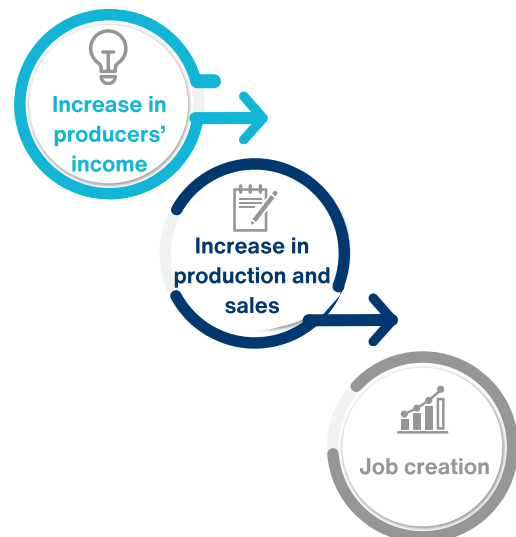 Increase in
producers’
income
Increase in
production and
sales
Job creation